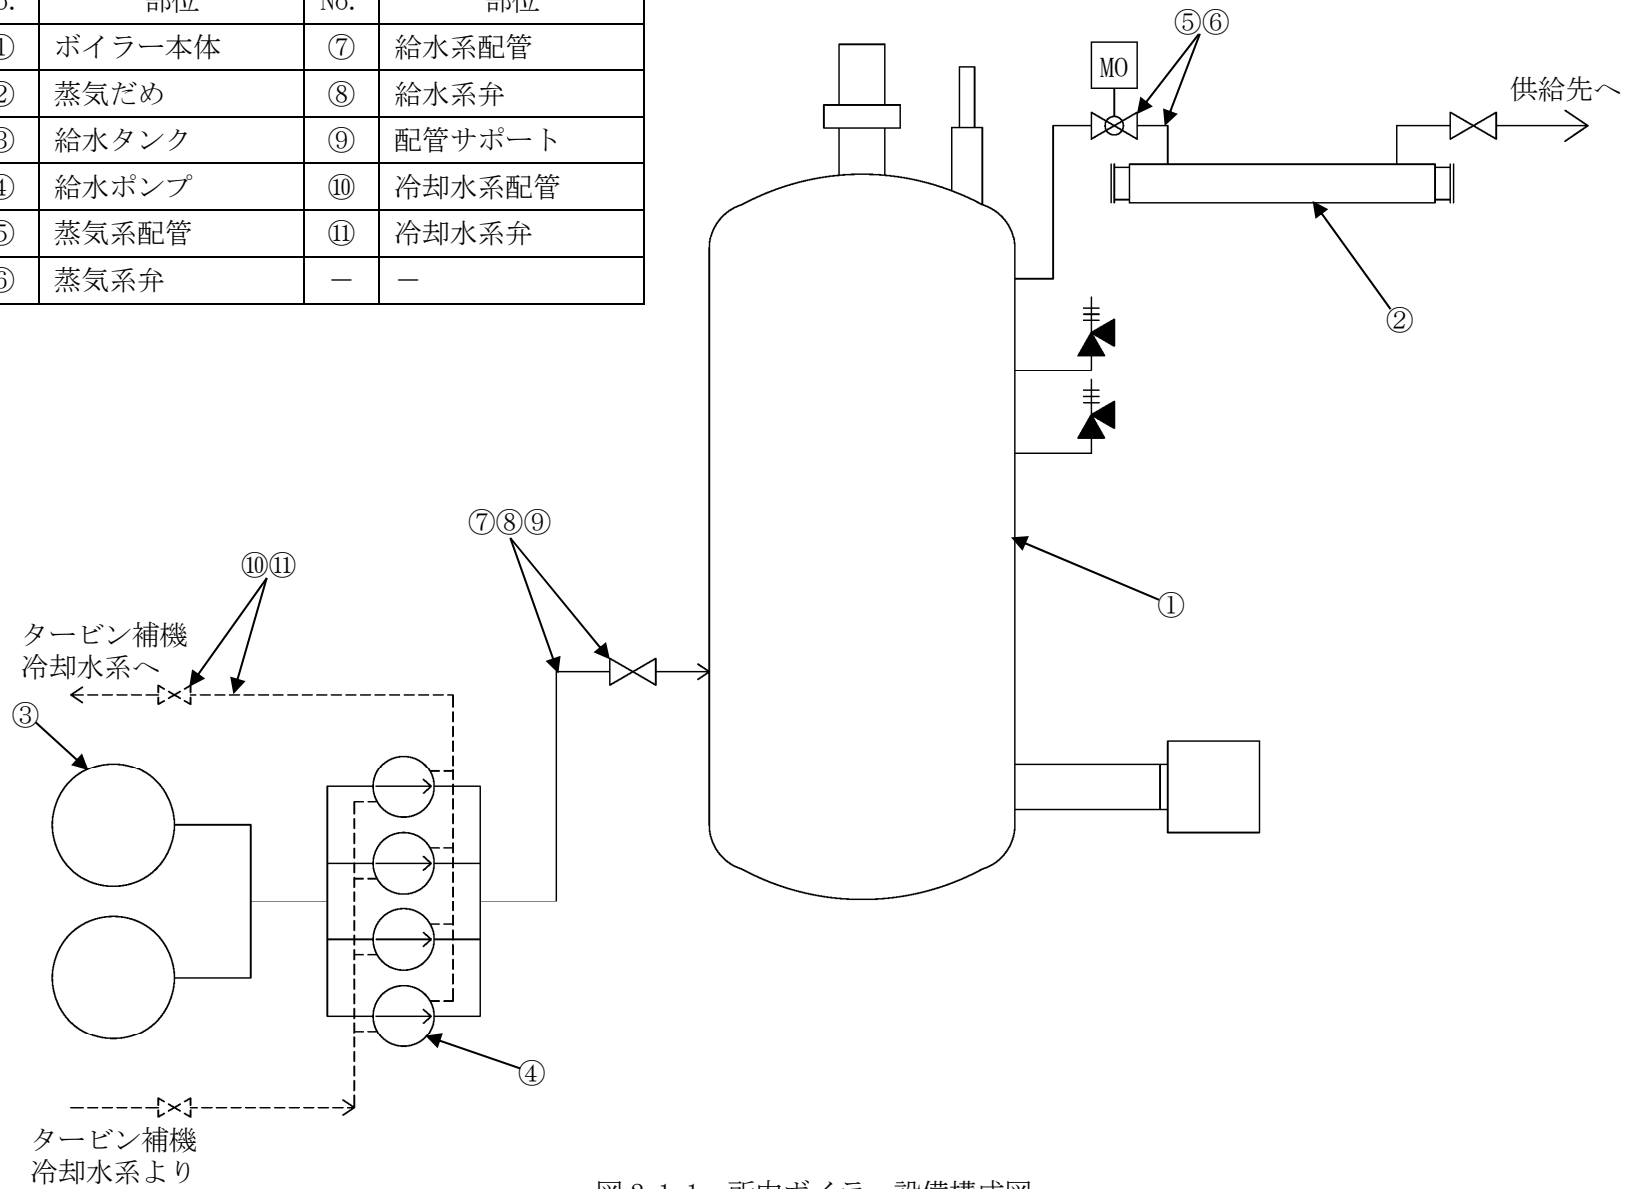 部位 No. 部位
① ボイラー本体 ⑦ 給水系配管
② 蒸気だめ ⑧ 給水系弁
③ 給水タンク ⑨ 配管サポート
④ 給水ポンプ ⑩ 冷却水系配管
⑤ 蒸気系配管 ⑪ 冷却水系弁
⑥ 蒸気系弁 － －
⑤⑥
MO
供給先へ
②
⑦⑧⑨
⑩⑪
①
タービン補機
冷却水系へ
③
④
タービン補機
冷却水系より